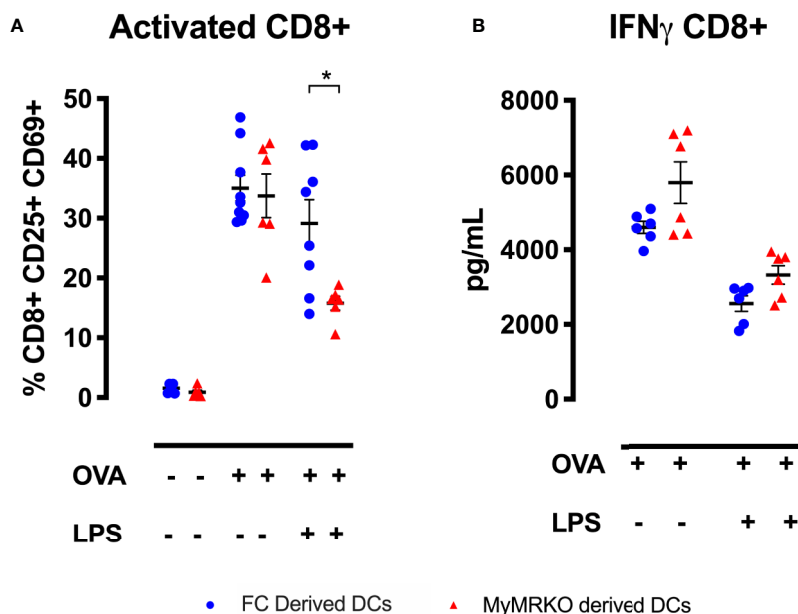 A Activated CD8+
*
% CD8+ CD25+ CD69+
50
40
30
20
10
0
OVA - - + + + +
LPS - - - - + +
B IFNγ CD8+
pg/mL
8000
6000
4000
2000
0
OVA + + + +
LPS - - + +
FC Derived DCs MyMRKO derived DCs